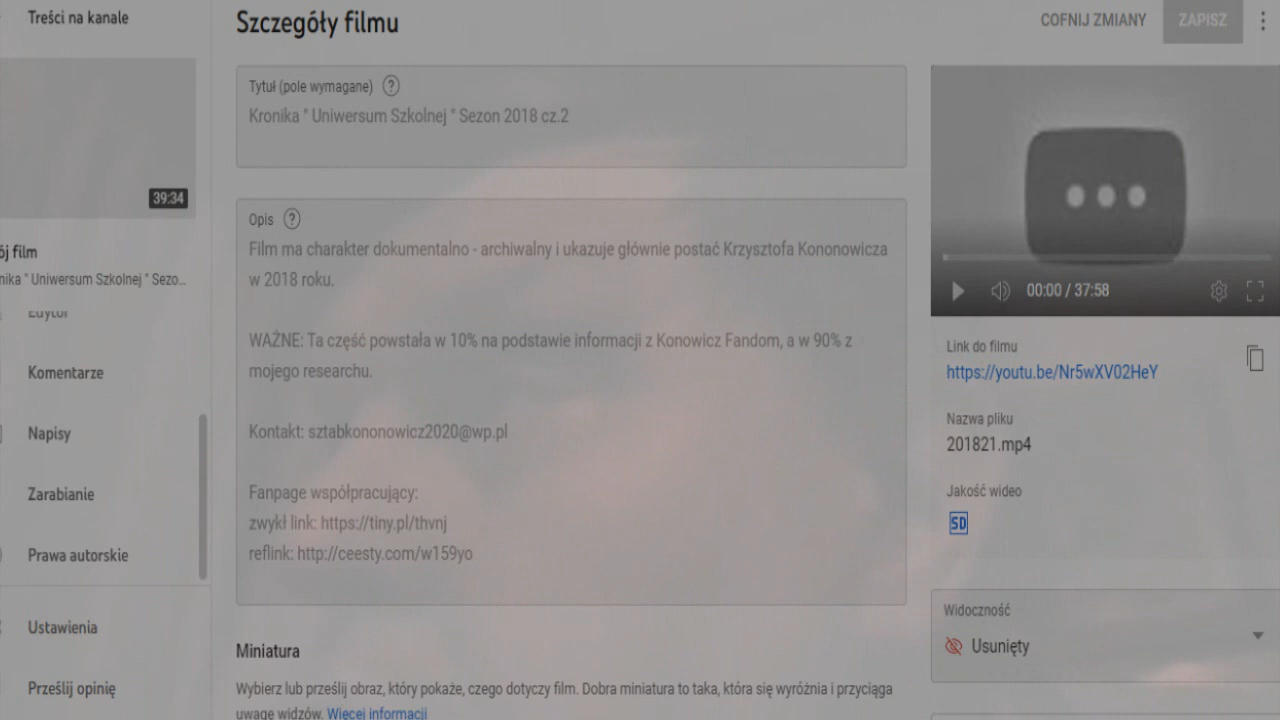 Treści na kanale
Szczegóły filmu
COFNIJ ZMIANY
ZAPISZ
Tytuł (pole wymagane)
Kronika " Uniwersum Szkolnej " Sezon 2018 cz.2
39:34
Opis
Film ma charakter dokumentalno - archiwalny i ukazuje głównie postać Krzysztofa Kononowicza
w 2018 roku.
WAŻNE: Ta część powstała w 10% na podstawie informacji z Konowicz Fandom, a w 90% z
mojego researchu.
Kontakt: sztabkononowicz2020@wp.pl
Fanpage współpracujący:
zwykł link: https://tiny.pl/thvnj
reflink: http://ceesty.com/w159yo
ój film
nika " Uniwersum Szkolnej " Sezo...
Edytor
Komentarze
Napisy
Zarabianie
Prawa autorskie
Ustawienia
Prześlij opinię
00:00 / 37:58
Link do filmu
https://youtu.be/Nr5wXV02HeY
Nazwa pliku
201821.mp4
Jakość wideo
SD
Widoczność
Usunięty
Miniatura
Wybierz lub prześlij obraz, który pokaże, czego dotyczy film. Dobra miniatura to taka, która się wyróżnia i przyciąga
uwagę widzów. Więcej informacji